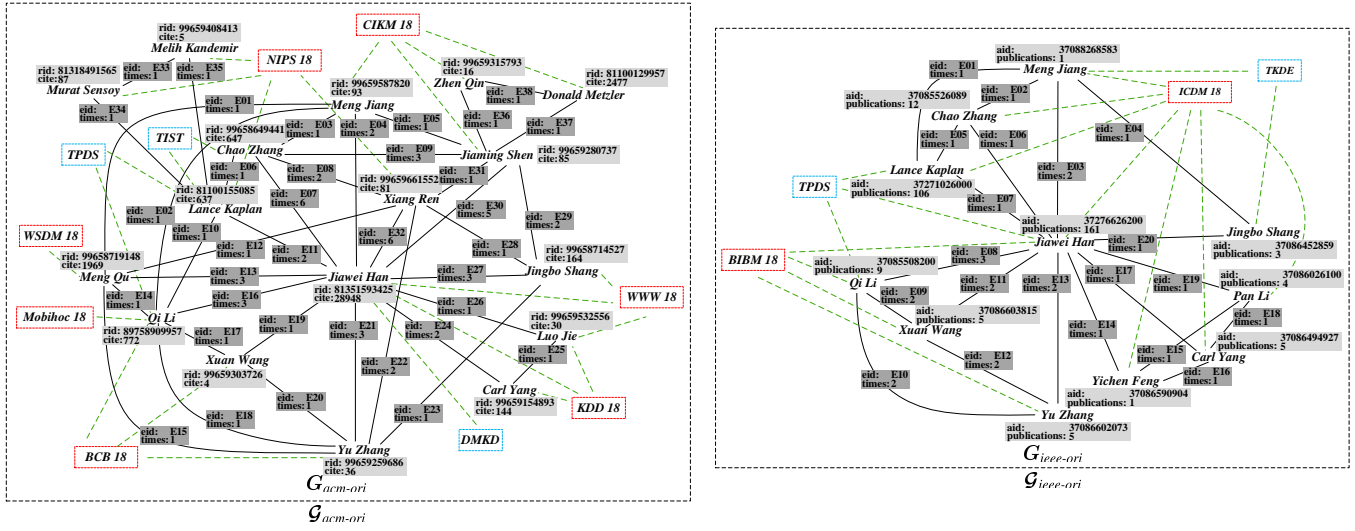 rid: 99659408413
cite: 5
Melih Kandemir
CIKM 18
rid: 81318491565
cite: 87
Murat Sensoy
eid: E33
times: 1
eid: E35
times: 1
NIPS 18
rid: 99659315793
cite: 16
Zhen Qin
rid: 81100129957
cite: 2477
Donald Metzler
eid: E38
times: 1
rid: 99659587820
cite: 93
Meng Jiang
eid: E34
times: 1
eid: E01
times: 1
eid: E03
times: 1
eid: E04
times: 2
eid: E05
times: 1
eid: E36
times: 1
eid: E37
times: 1
TIST
rid: 99658649441
cite: 647
Chao Zhang
TPDS
eid: E09
times: 3
Jiaming Shen
rid: 99659280737
cite: 85
eid: E06
times: 1
eid: E08
times: 2
eid: E31
times: 1
rid: 81100155085
cite: 637
Lance Kaplan
eid: E07
times: 6
rid: 99659661552
cite: 81
Xiang Ren
eid: E30
times: 5
eid: E02
times: 1
eid: E10
times: 1
eid: E29
times: 2
WSDM 18
eid: E12
times: 1
eid: E11
times: 2
eid: E32
times: 6
eid: E28
times: 1
rid: 99658719148
cite: 1969
Meng Qu
rid: 99658714527
cite: 164
Jingbo Shang
eid: E13
times: 3
Jiawei Han
rid: 81351593425
cite: 28948
eid: E27
times: 3
eid: E14
times: 1
eid: E16
times: 3
WWW 18
eid: E26
times: 1
Mobihoc 18
Qi Li
rid: 89758909957
cite: 772
eid: E17
times: 1
eid: E19
times: 1
eid: E21
times: 3
eid: E24
times: 2
rid: 99659532556
cite: 30
Luo Jie
eid: E25
times: 1
Xuan Wang
rid: 99659303726
cite: 4
eid: E22
times: 2
Carl Yang
rid: 99659154893
cite: 144
eid: E20
times: 1
eid: E18
times: 1
eid: E23
times: 1
KDD 18
eid: E15
times: 1
DMKD
BCB 18
Yu Zhang
rid: 99659259686
cite: 36
G acm-ori
𝒢 acm-ori
aid: 37088268583
publications: 1
Meng Jiang
eid: E01
times: 1
TKDE
aid: 37085526089
publications: 12
eid: E02
times: 1
ICDM 18
Chao Zhang
eid: E05
times: 1
eid: E06
times: 1
eid: E04
times: 1
Lance Kaplan
aid: 37271026000
publications: 106
eid: E03
times: 2
TPDS
eid: E07
times: 1
aid: 37276626200
publications: 161
Jiawei Han
eid: E20
times: 1
Jingbo Shang
aid: 37086452859
publications: 3
BIBM 18
aid: 37085508200
publications: 9
Qi Li
eid: E08
times: 3
eid: E11
times: 2
eid: E13
times: 2
eid: E17
times: 1
eid: E19
times: 1
aid: 37086026100
publications: 4
Pan Li
eid: E09
times: 2
aid: 37086603815
publications: 5
Xuan Wang
eid: E18
times: 1
eid: E14
times: 1
aid: 37086494927
publications: 5
eid: E12
times: 2
eid: E15
times: 1
Carl Yang
eid: E10
times: 2
Yichen Feng
eid: E16
times: 1
aid: 37086590904
publications: 1
Yu Zhang
aid: 37086602073
publications: 5
G ieee-ori
𝒢 ieee-ori